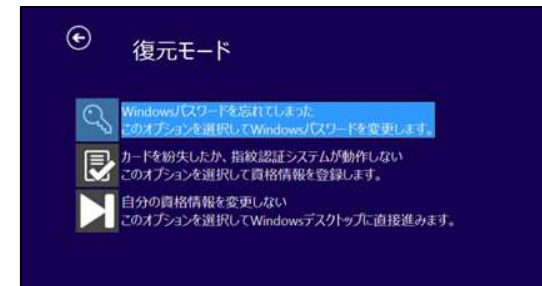 復元モード
Windowsパスワードを忘れてしまった
このオプションを選択してWindowsパスワードを変更します。
カードを紛失したか、指紋認証システムが動作しない
このオプションを選択して資格情報を登録します。
自分の資格情報を変更しない
このオプションを選択してWindowsデスクトップに直接進みます。